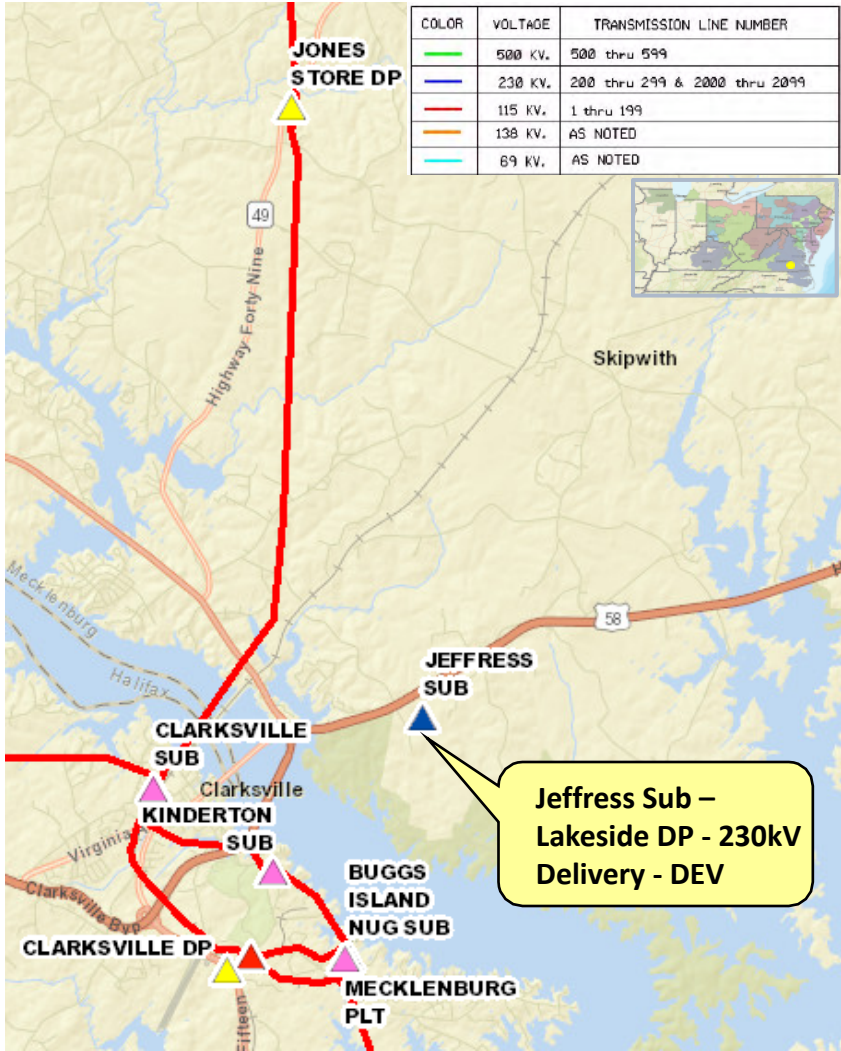 COLOR VOLTAGE TRANSMISSION LINE NUMBER
500 KV. 500 thru 599
230 KV. 200 thru 299 & 2000 thru 2099
115 KV. 1 thru 199
138 KV. AS NOTED
69 KV. AS NOTED
JONES
STORE DP
49
Highway Forty Nine
Skipwith
Mecklenburg
Halifax
58
H
JEFFRESS
SUB
CLARKSVILLE
SUB
Clarksville
KINDERTON
SUB
Virginia A
Clarksville Byp
BUGGS
ISLAND
NUG SUB
CLARKSVILLE DP
MECKLENBURG
PLT
Fifteen
Jeffress Sub –
Lakeside DP - 230kV
Delivery - DEV